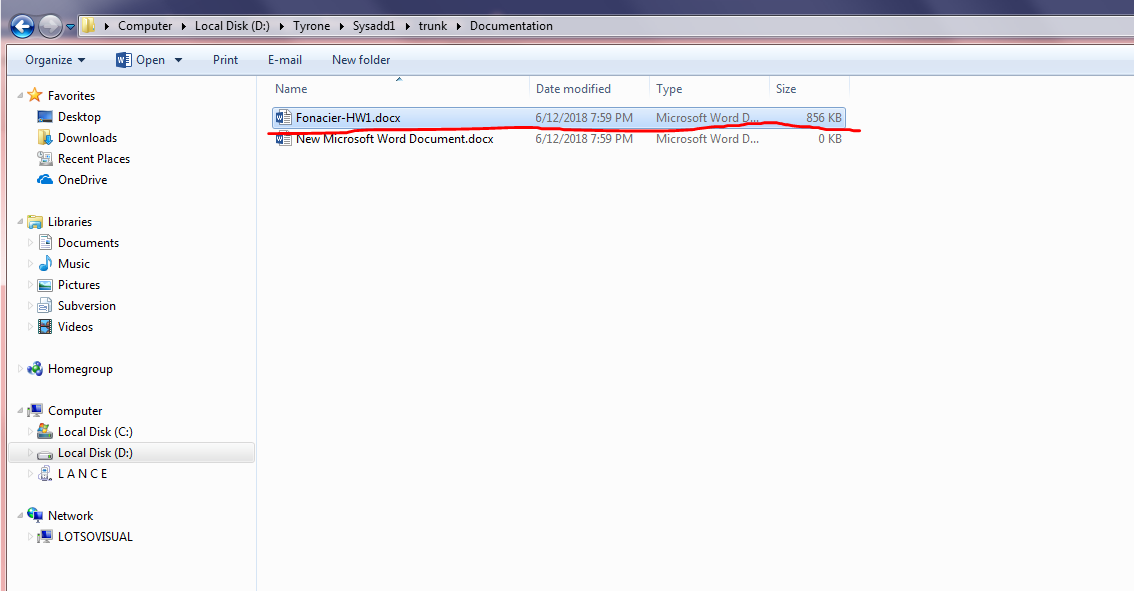 Computer Local Disk (D:) Tyrone Sysadd1 trunk Documentation
Organize Open Print E-mail New folder
Name Date modified Type Size
Fonacier-HW1.docx 6/12/2018 7:59 PM Microsoft Word D... 856 KB
New Microsoft Word Document.docx 6/12/2018 7:59 PM Microsoft Word D... 0 KB
Favorites
Desktop
Downloads
Recent Places
OneDrive
Libraries
Documents
Music
Pictures
Subversion
Videos
Homegroup
Computer
Local Disk (C:)
Local Disk (D:)
L A N C E
Network
LOTSOVISUAL